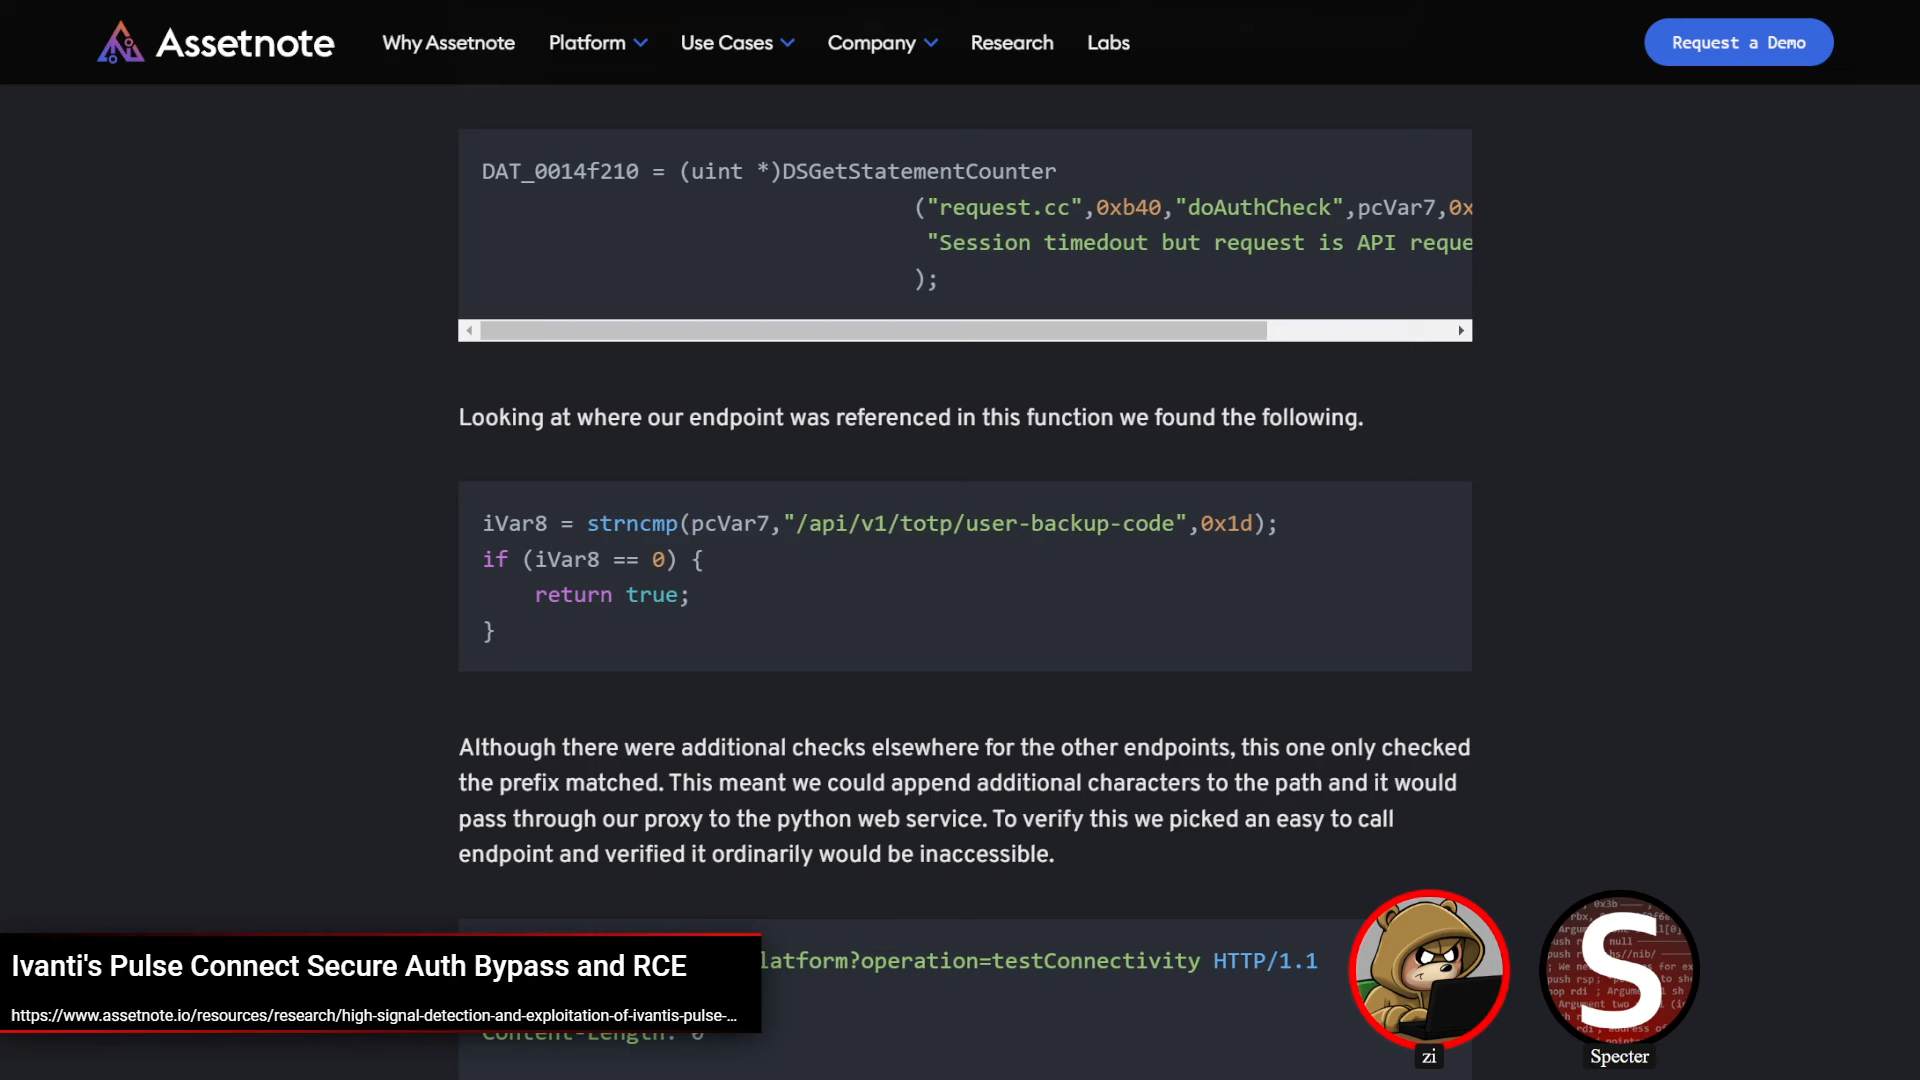 Assetnote
Why Assetnote Platform Use Cases Company Research Labs
Request a Demo
DAT_0014f210 = (uint *)DSGetStatementCounter
("request.cc",0xb40,"doAuthCheck",pcVar7,0x
"Session timedout but request is API reque
);
Looking at where our endpoint was referenced in this function we found the following.
iVar8 = strncmp(pcVar7,"/api/v1/totp/user-backup-code",0x1d);
if (iVar8 == 0) {
return true;
}
Although there were additional checks elsewhere for the other endpoints, this one only checked
the prefix matched. This meant we could append additional characters to the path and it would
pass through our proxy to the python web service. To verify this we picked an easy to call
endpoint and verified it ordinarily would be inaccessible.
latform?operation=testConnectivity HTTP/1.1
Content-Length: 0
Ivanti's Pulse Connect Secure Auth Bypass and RCE
https://www.assetnote.io/resources/research/high-signal-detection-and-exploitation-of-ivantis-pulse-...
S
zi
Specter